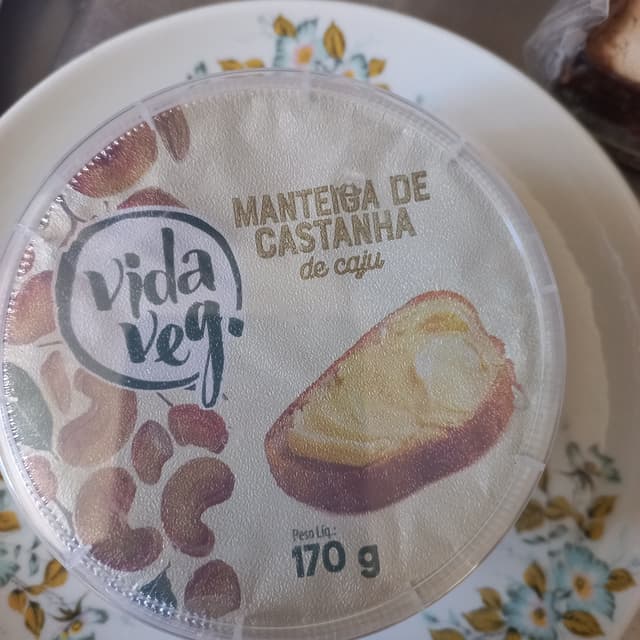 MANTEIGA DE
CASTANHA
de caju
vida
veg.
Peso Líq.:
170 g